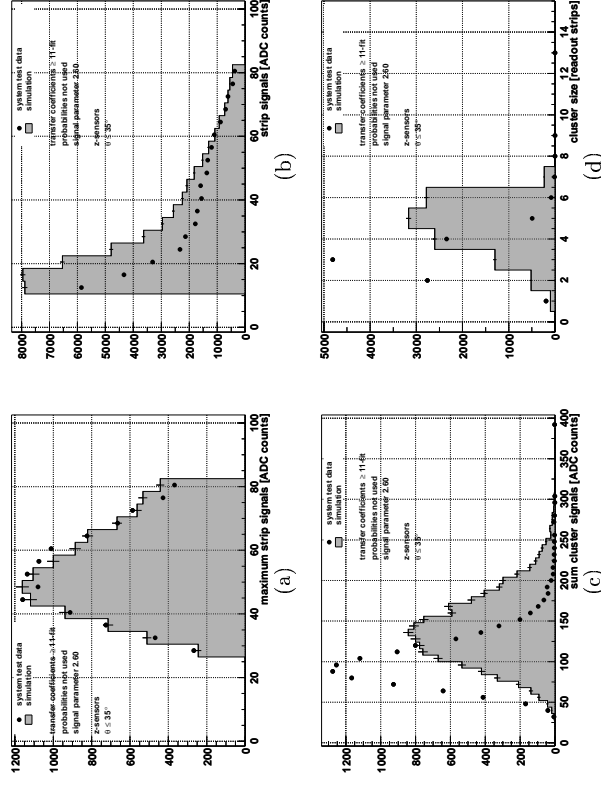 system test data
simulation
transfer coefficients ≥ 11-fit
probabilities not used
signal parameter 2.60
z-sensors
θ ≤ 35°
1200
1000
800
600
400
200
0
0 20 40 60 80 100
maximum strip signals [ADC counts]
(a)
system test data
simulation
transfer coefficients ≥ 11-fit
probabilities not used
signal parameter 2.60
z-sensors
θ ≤ 35°
8000
7000
6000
5000
4000
3000
2000
1000
0
0 20 40 60 80 100
strip signals [ADC counts]
(b)
system test data
simulation
transfer coefficients ≥ 11-fit
probabilities not used
signal parameter 2.60
z-sensors
θ ≤ 35°
1200
1000
800
600
400
200
0
0 50 100 150 200 250 300 350 400
sum cluster signals [ADC counts]
(c)
system test data
simulation
transfer coefficients ≥ 11-fit
probabilities not used
signal parameter 2.60
z-sensors
θ ≤ 35°
5000
4000
3000
2000
1000
0
0 2 4 6 8 10 12 14
cluster size [readout strips]
(d)